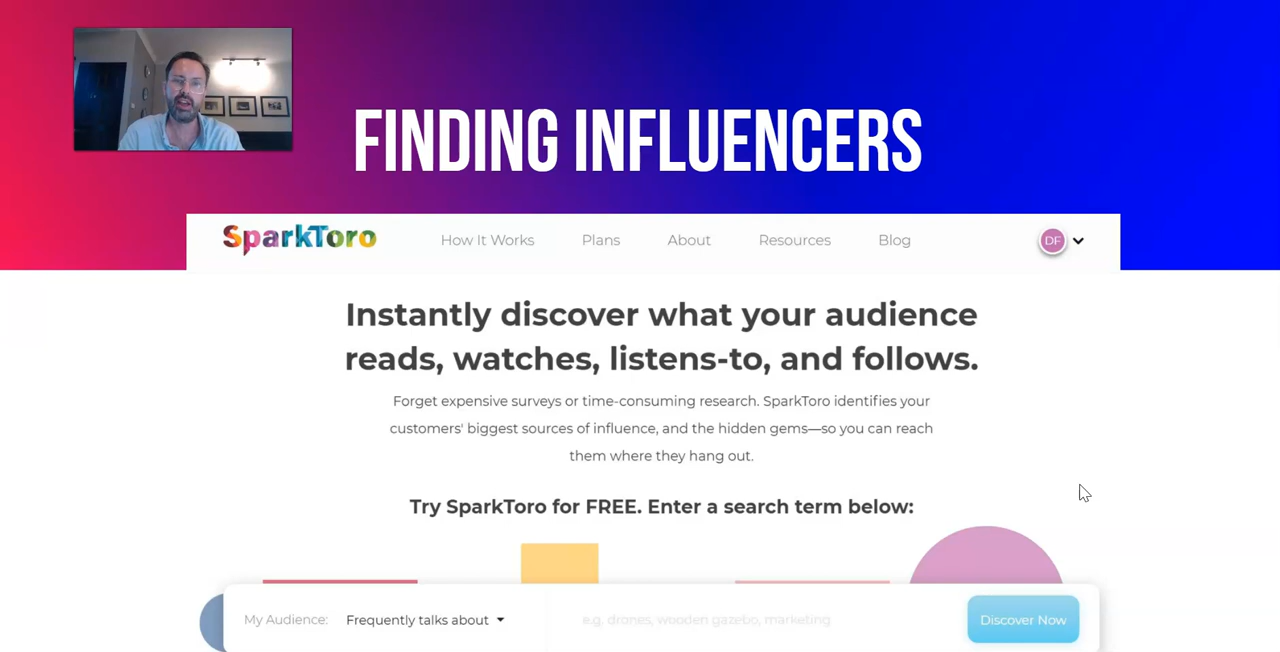 FINDING INFLUENCERS
SparkToro How It Works Plans About Resources Blog DF
Instantly discover what your audience
reads, watches, listens-to, and follows.
Forget expensive surveys or time-consuming research. SparkToro identifies your
customers' biggest sources of influence, and the hidden gems—so you can reach
them where they hang out.
Try SparkToro for FREE. Enter a search term below:
My Audience: Frequently talks about e.g. drones, wooden gazebo, marketing Discover Now